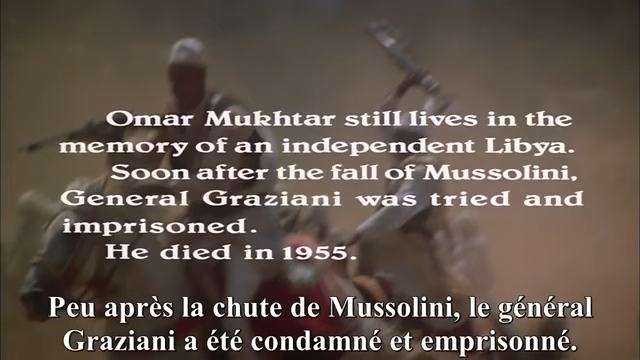 Omar Mukhtar still lives in the
memory of an independent Libya.
Soon after the fall of Mussolini,
General Graziani was tried and
imprisoned.
He died in 1955.
Peu après la chute de Mussolini, le général
Graziani a été condamné et emprisonné.